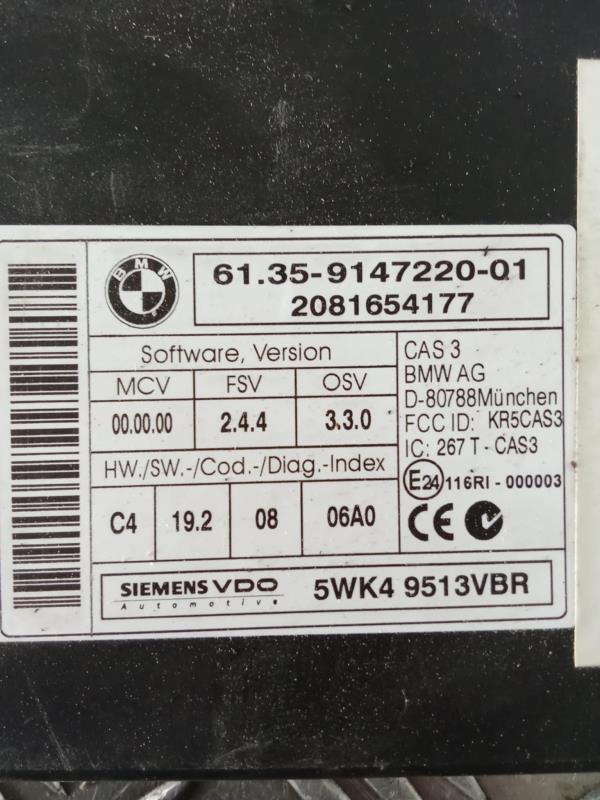 BMW
61.35-9147220-01
2081654177
Software, Version
MCV FSV OSV
00.00.00 2.4.4 3.3.0
HW./SW.-/Cod.-/Diag.-Index
C4 19.2 08 06A0
CAS 3
BMW AG
D-80788München
FCC ID: KR5CAS3
IC: 267 T - CAS3
E24 116RI - 000003
CE
SIEMENS VDO
Automotive
5WK4 9513VBR